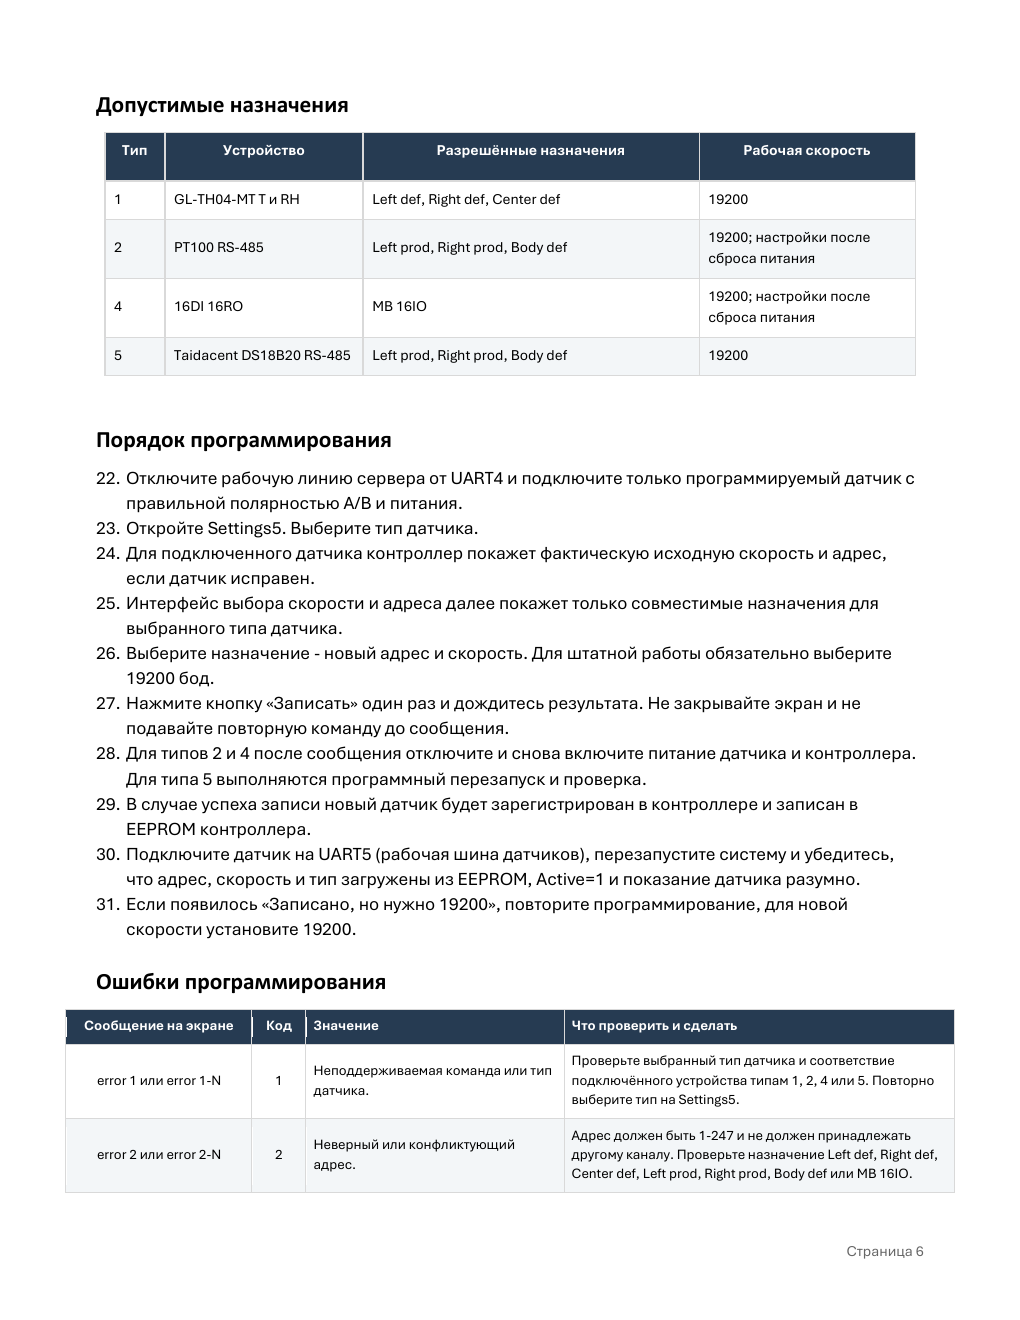 Допустимые назначения
Тип Устройство Разрешённые назначения Рабочая скорость
1 GL-TH04-MT T и RH Left def, Right def, Center def 19200
2 PT100 RS-485 Left prod, Right prod, Body def 19200; настройки после
сброса питания
4 16DI 16RO MB 16IO 19200; настройки после
сброса питания
5 Taidacent DS18B20 RS-485 Left prod, Right prod, Body def 19200
Порядок программирования
22. Отключите рабочую линию сервера от UART4 и подключите только программируемый датчик с
правильной полярностью A/B и питания.
23. Откройте Settings5. Выберите тип датчика.
24. Для подключенного датчика контроллер покажет фактическую исходную скорость и адрес,
если датчик исправен.
25. Интерфейс выбора скорости и адреса далее покажет только совместимые назначения для
выбранного типа датчика.
26. Выберите назначение - новый адрес и скорость. Для штатной работы обязательно выберите
19200 бод.
27. Нажмите кнопку «Записать» один раз и дождитесь результата. Не закрывайте экран и не
подавайте повторную команду до сообщения.
28. Для типов 2 и 4 после сообщения отключите и снова включите питание датчика и контроллера.
Для типа 5 выполняются программный перезапуск и проверка.
29. В случае успеха записи новый датчик будет зарегистрирован в контроллере и записан в
EEPROM контроллера.
30. Подключите датчик на UART5 (рабочая шина датчиков), перезапустите систему и убедитесь,
что адрес, скорость и тип загружены из EEPROM, Active=1 и показание датчика разумно.
31. Если появилось «Записано, но нужно 19200», повторите программирование, для новой
скорости установите 19200.
Ошибки программирования
Сообщение на экране Код Значение Что проверить и сделать
error 1 или error 1-N 1 Неподдерживаемая команда или тип
датчика. Проверьте выбранный тип датчика и соответствие
подключённого устройства типам 1, 2, 4 или 5. Повторно
выберите тип на Settings5.
error 2 или error 2-N 2 Неверный или конфликтующий
адрес. Адрес должен быть 1-247 и не должен принадлежать
другому каналу. Проверьте назначение Left def, Right def,
Center def, Left prod, Right prod, Body def или MB 16IO.
Страница 6